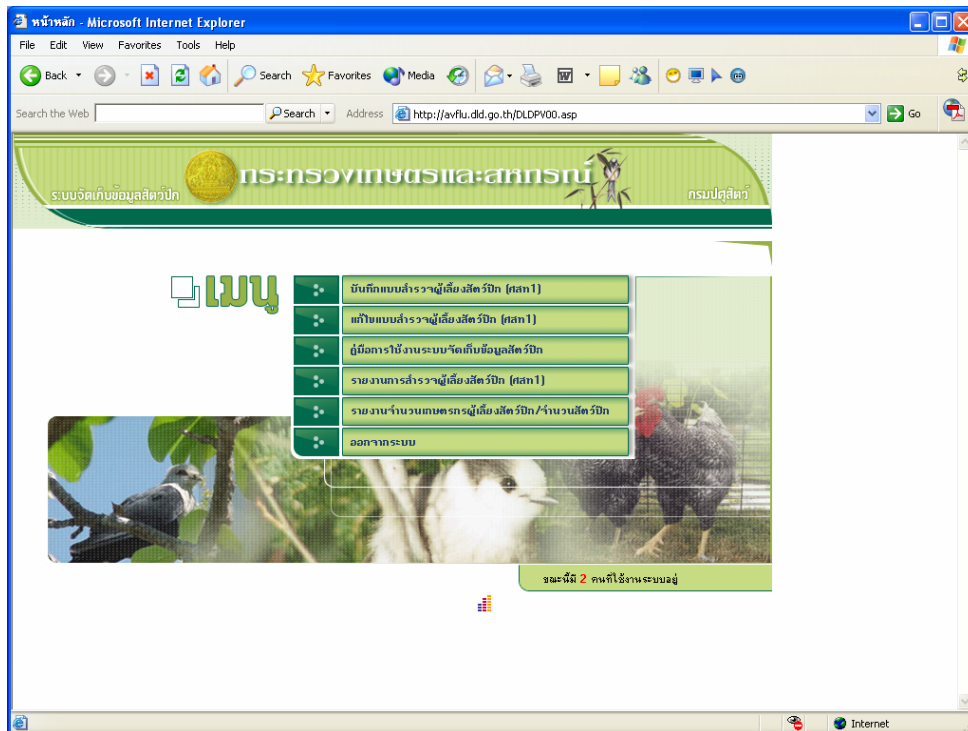 หน้าหลัก - Microsoft Internet Explorer
File Edit View Favorites Tools Help
Back Search Favorites Media
Search the Web Search Address http://avflu.dld.go.th/DLDPV00.asp Go
กระทรวงเกษตรและสหกรณ์
ระบบจัดเก็บข้อมูลสัตว์ปีก กรมปศุสัตว์
เมนู
บันทึกแบบสำรวจผู้เลี้ยงสัตว์ปีก (ศสท1)
แก้ไขแบบสำรวจผู้เลี้ยงสัตว์ปีก (ศสท1)
คู่มือการใช้งานระบบจัดเก็บข้อมูลสัตว์ปีก
รายงานการสำรวจผู้เลี้ยงสัตว์ปีก (ศสท1)
รายงานจำนวนเกษตรกรผู้เลี้ยงสัตว์ปีก/จำนวนสัตว์ปีก
ออกจากระบบ
ขณะนี้มี 2 คนที่ใช้งานระบบอยู่
Internet